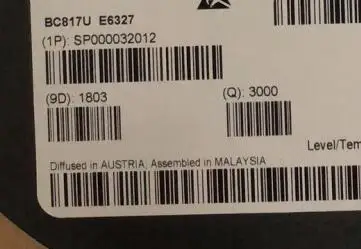 BC817U E6327
(1P): SP000032012
(9D): 1803 (Q): 3000
Level/Tem
Diffused in AUSTRIA; Assembled in MALAYSIA